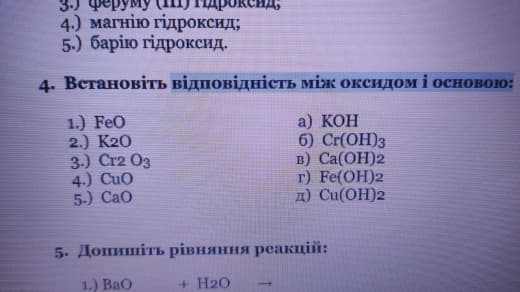 3.) феруму (III) гідроксид;
4.) магнію гідроксид;
5.) барію гідроксид.
4. Встановіть відповідність між оксидом і основою:
1.) FeO а) KOH
2.) K2O б) Cr(OH)3
3.) Cr2 O3 в) Ca(OH)2
4.) CuO г) Fe(OH)2
5.) CaO д) Cu(OH)2
5. Допишіть рівняння реакцій:
1.) BaO + H2O →